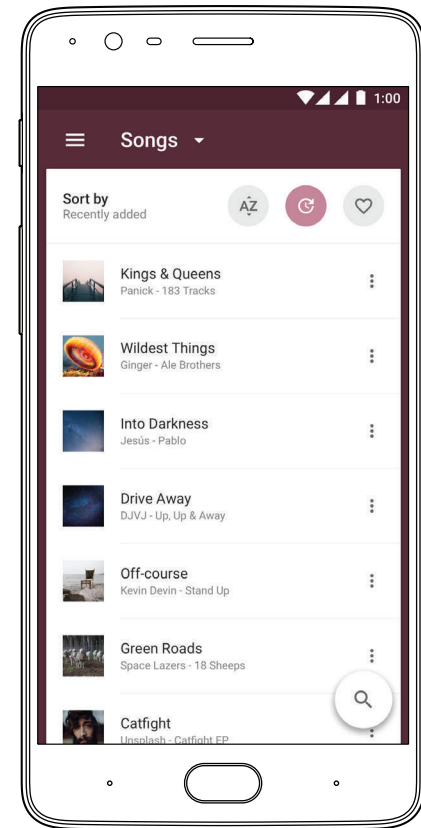 1:00
Songs
Sort by
Recently added
AZ
Kings & Queens
Panick - 183 Tracks
Wildest Things
Ginger - Ale Brothers
Into Darkness
Jesús - Pablo
Drive Away
DJVJ - Up, Up & Away
Off-course
Kevin Devin - Stand Up
Green Roads
Space Lazers - 18 Sheeps
Catfight
Unsplash - Catfight EP